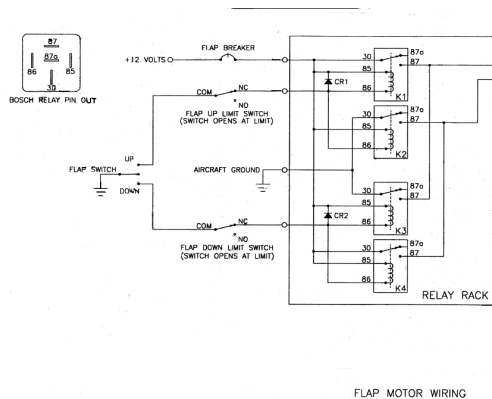 87
87a
86
85
30
BOSCH RELAY PIN OUT
+12 VOLTS
FLAP BREAKER
COM
NC
NO
FLAP UP LIMIT SWITCH
(SWITCH OPENS AT LIMIT)
UP
FLAP SWITCH
DOWN
AIRCRAFT GROUND
COM
NC
NO
FLAP DOWN LIMIT SWITCH
(SWITCH OPENS AT LIMIT)
30
87a
87
85
CR1
86
K1
30
87a
87
85
86
K2
30
87a
87
85
CR2
86
K3
30
87a
87
85
86
K4
RELAY RACK
FLAP MOTOR WIRING